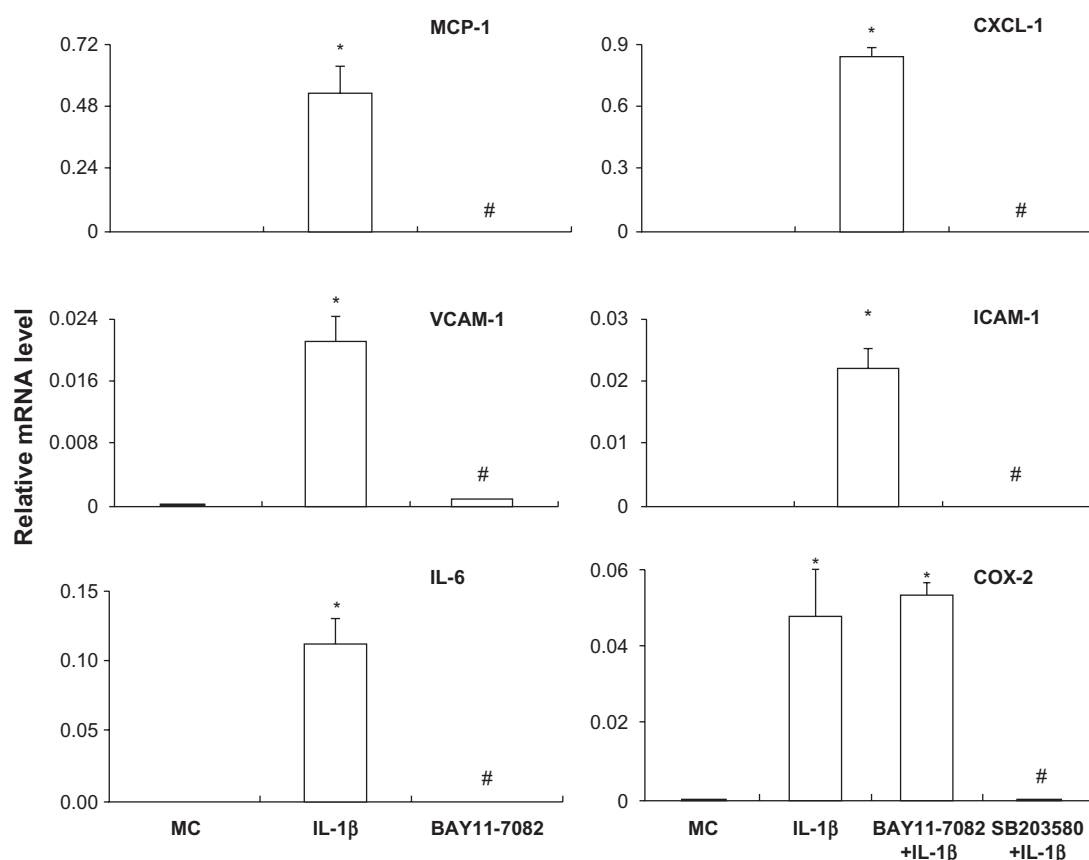 Relative mRNA level
MCP-1
0.72
0.48
0.24
0
*
#
CXCL-1
0.9
0.6
0.3
0
*
#
VCAM-1
0.024
0.016
0.008
0
*
#
ICAM-1
0.03
0.02
0.01
0
*
#
IL-6
0.15
0.10
0.05
0.00
*
#
MC
IL-1β
BAY11-7082
COX-2
0.06
0.04
0.02
0
*
*
#
MC
IL-1β
BAY11-7082
+IL-1β
SB203580
+IL-1β